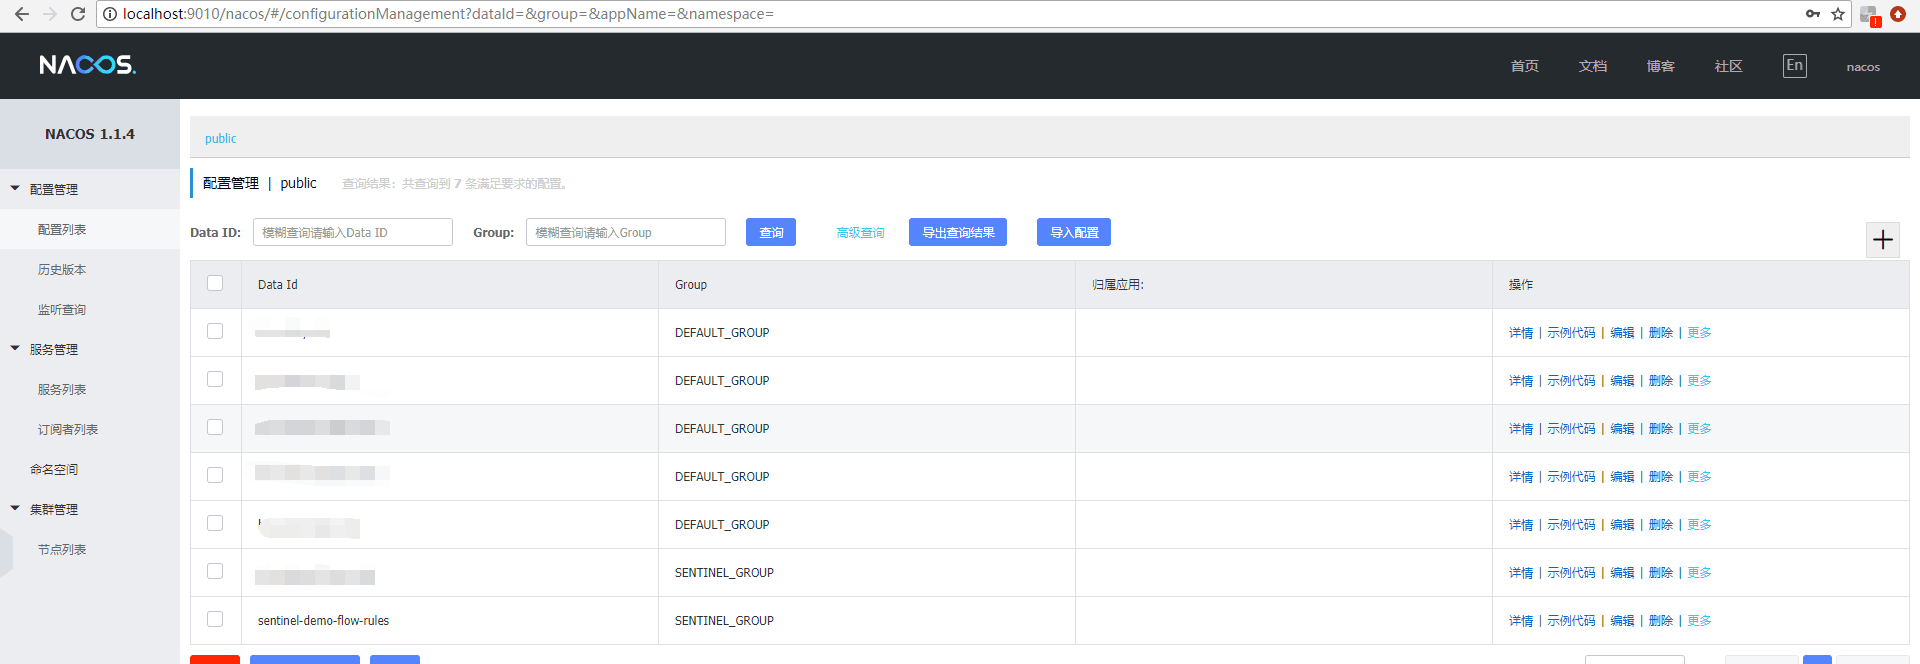 localhost:9010/nacos/#/configurationManagement?dataId=&group=&appName=&namespace=
NACOS. 首页 文档 博客 社区 En nacos
NACOS 1.1.4
配置管理
配置列表
历史版本
监听查询
服务管理
服务列表
订阅者列表
命名空间
集群管理
节点列表
public
配置管理 | public 查询结果：共查询到 7 条满足要求的配置。
Data ID: 模糊查询请输入Data ID Group: 模糊查询请输入Group 查询 高级查询 导出查询结果 导入配置
Data Id Group 归属应用: 操作
DEFAULT_GROUP 详情 | 示例代码 | 编辑 | 删除 | 更多
DEFAULT_GROUP 详情 | 示例代码 | 编辑 | 删除 | 更多
DEFAULT_GROUP 详情 | 示例代码 | 编辑 | 删除 | 更多
DEFAULT_GROUP 详情 | 示例代码 | 编辑 | 删除 | 更多
DEFAULT_GROUP 详情 | 示例代码 | 编辑 | 删除 | 更多
SENTINEL_GROUP 详情 | 示例代码 | 编辑 | 删除 | 更多
sentinel-demo-flow-rules SENTINEL_GROUP 详情 | 示例代码 | 编辑 | 删除 | 更多